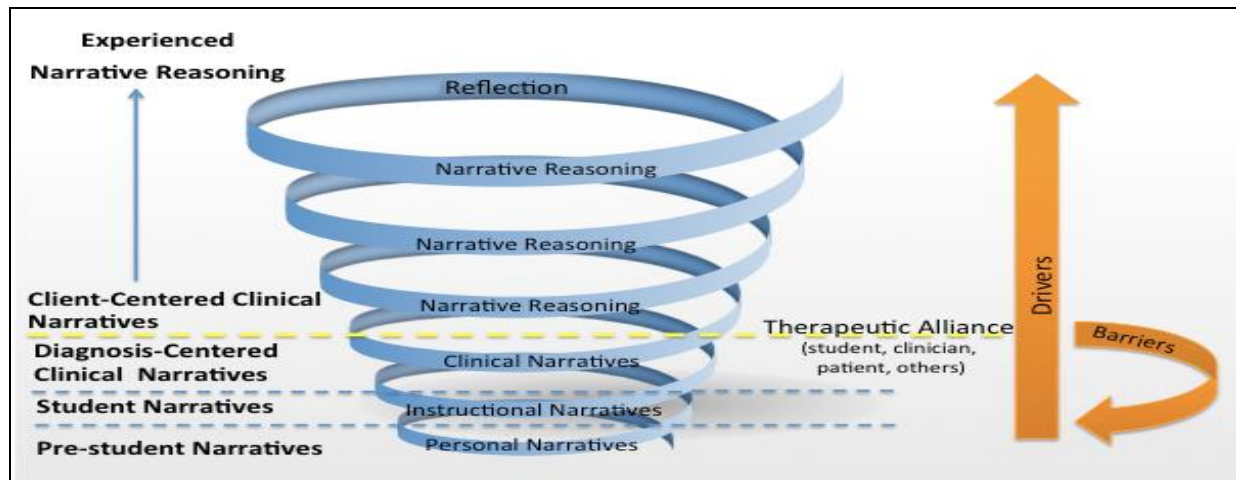 Experienced
Narrative Reasoning
Reflection
Narrative Reasoning
Narrative Reasoning
Narrative Reasoning
Client-Centered Clinical
Narratives
Therapeutic Alliance
(student, clinician,
patient, others)
Drivers
Barriers
Diagnosis-Centered
Clinical Narratives
Clinical Narratives
Student Narratives
Instructional Narratives
Pre-student Narratives
Personal Narratives